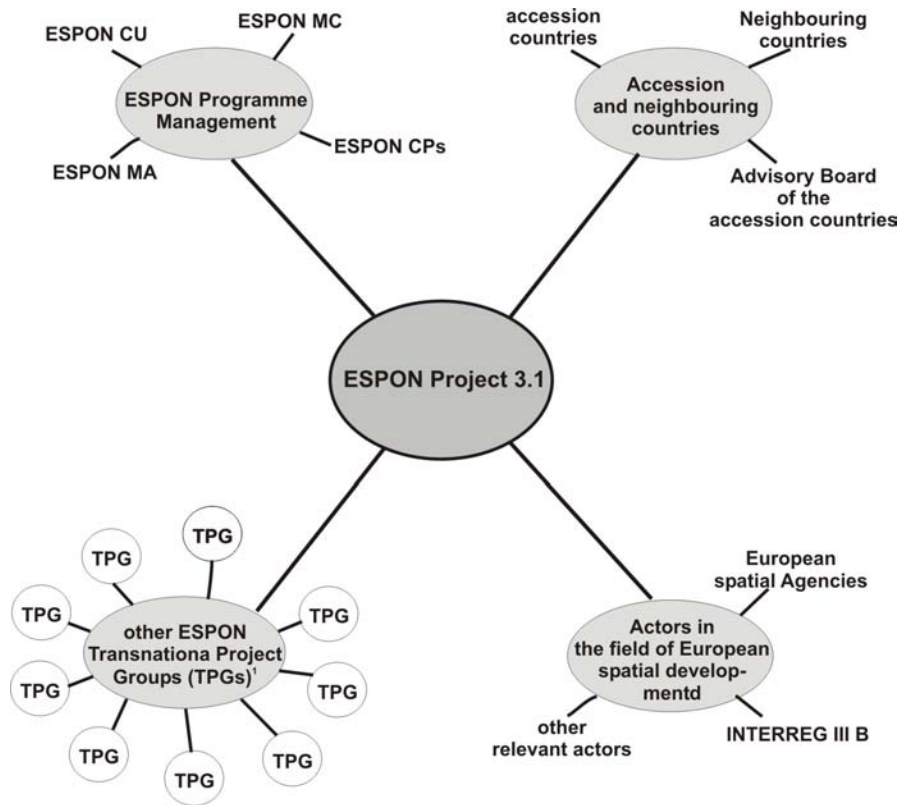 ESPON CU
ESPON MC
ESPON Programme
Management
ESPON MA
ESPON CPs
accession
countries
Neighbouring
countries
Accession
and neighbouring
countries
Advisory Board
of the
accession countries
ESPON Project 3.1
TPG
TPG
TPG
TPG
TPG
TPG
TPG
TPG
TPG
other ESPON
Transnationa Project
Groups (TPGs)¹
European
spatial Agencies
Actors in
the field of European
spatial develop-
mentd
other
relevant actors
INTERREG III B